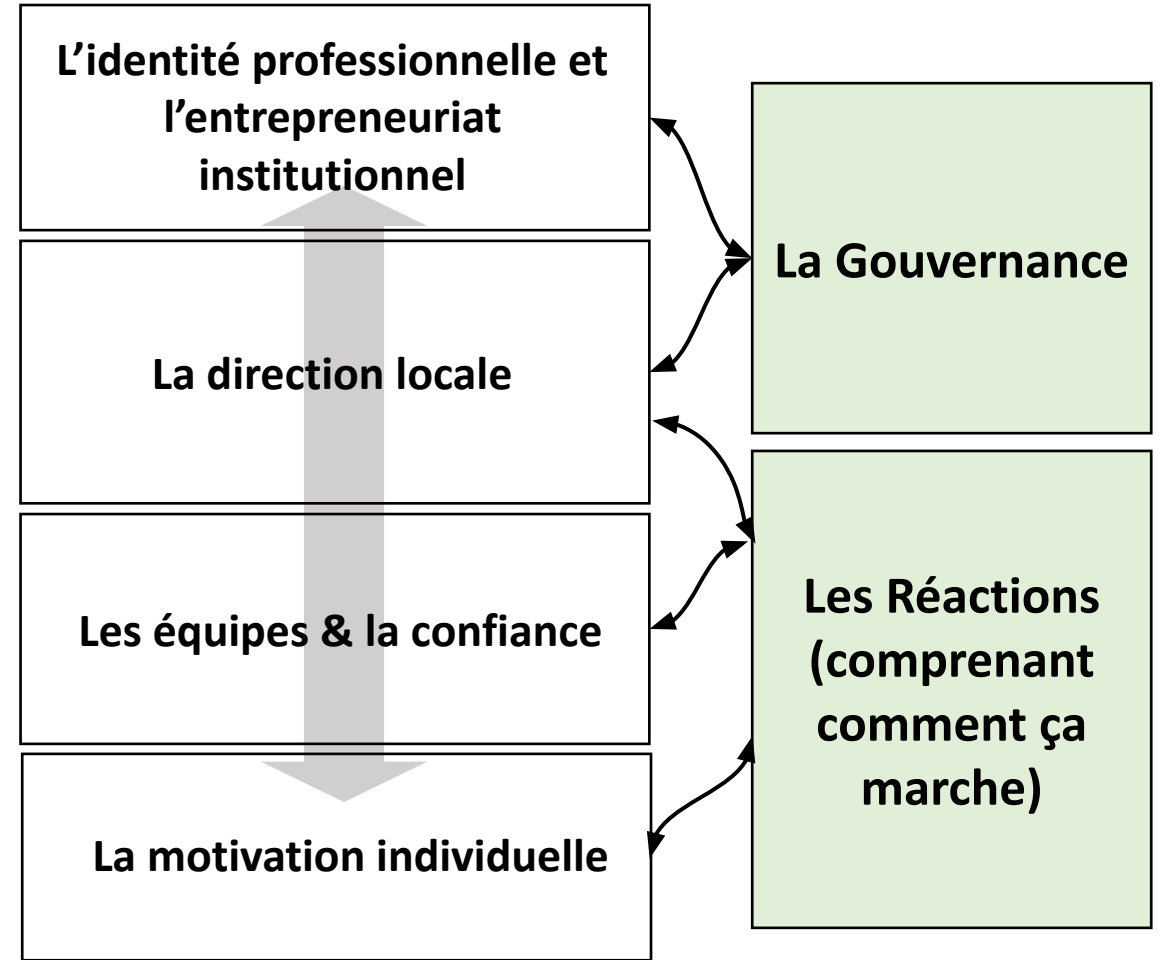 L’identité professionnelle et
l’entrepreneuriat
institutionnel
La direction locale
Les équipes & la confiance
La motivation individuelle
La Gouvernance
Les Réactions
(comprenant
comment ça
marche)